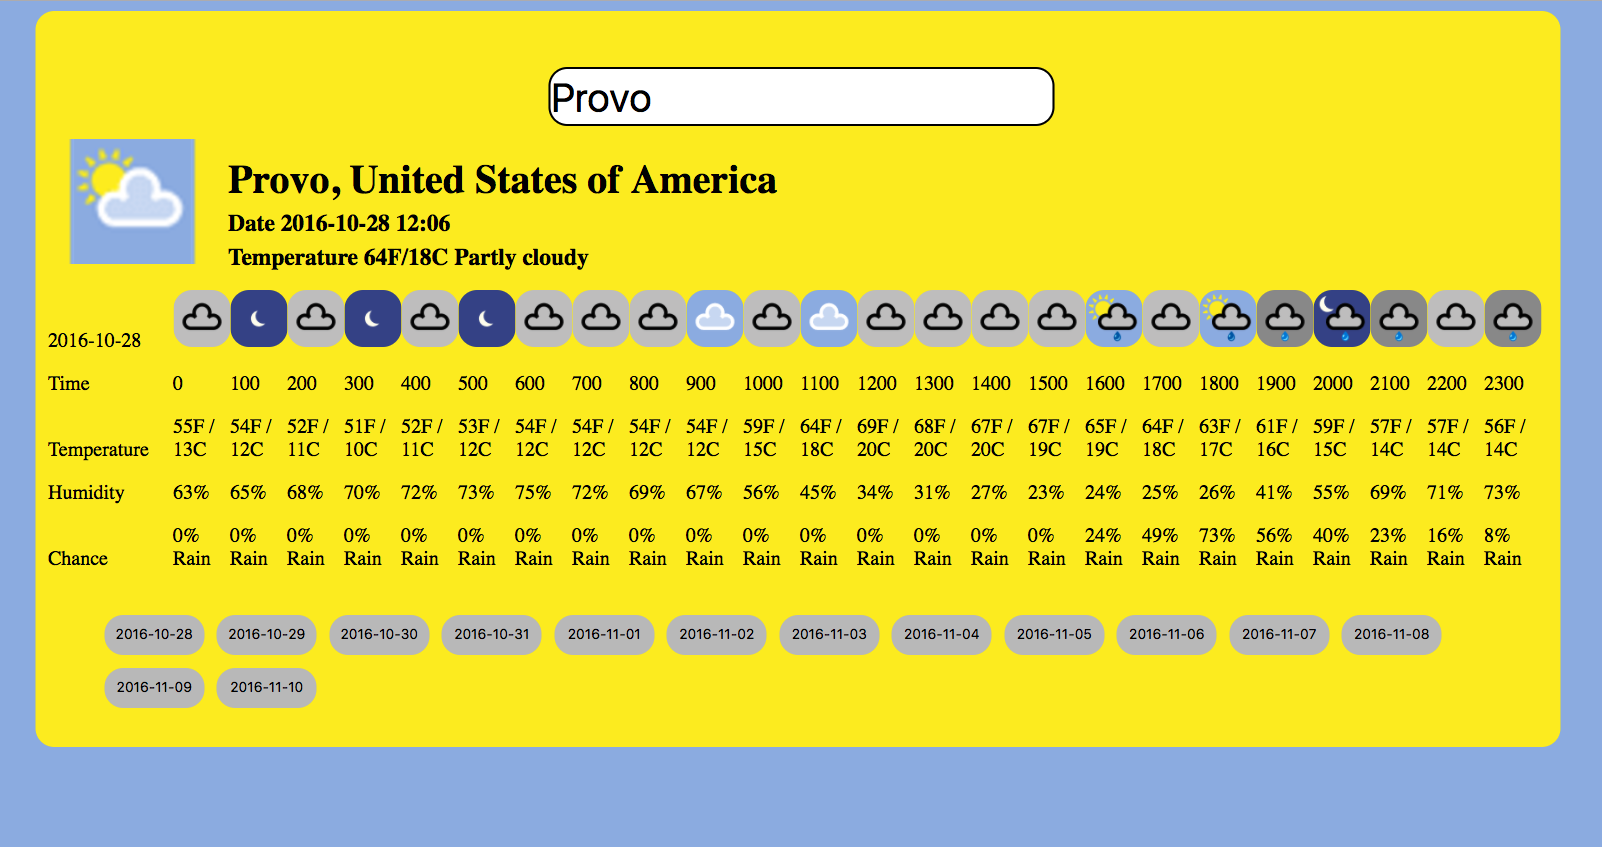 Provo
Provo, United States of America
Date 2016-10-28 12:06
Temperature 64F/18C Partly cloudy
2016-10-28
Time 0 100 200 300 400 500 600 700 800 900 1000 1100 1200 1300 1400 1500 1600 1700 1800 1900 2000 2100 2200 2300
55F / 54F / 52F / 51F / 52F / 53F / 54F / 54F / 54F / 54F / 59F / 64F / 69F / 68F / 67F / 67F / 65F / 64F / 63F / 61F / 59F / 57F / 57F / 56F /
Temperature 13C 12C 11C 10C 11C 12C 12C 12C 12C 12C 15C 18C 20C 20C 20C 19C 19C 18C 17C 16C 15C 14C 14C 14C
Humidity 63% 65% 68% 70% 72% 73% 75% 72% 69% 67% 56% 45% 34% 31% 27% 23% 24% 25% 26% 41% 55% 69% 71% 73%
0% 0% 0% 0% 0% 0% 0% 0% 0% 0% 0% 0% 0% 0% 0% 0% 24% 49% 73% 56% 40% 23% 16% 8%
Chance Rain Rain Rain Rain Rain Rain Rain Rain Rain Rain Rain Rain Rain Rain Rain Rain Rain Rain Rain Rain Rain Rain Rain Rain
2016-10-28 2016-10-29 2016-10-30 2016-10-31 2016-11-01 2016-11-02 2016-11-03 2016-11-04 2016-11-05 2016-11-06 2016-11-07 2016-11-08
2016-11-09 2016-11-10